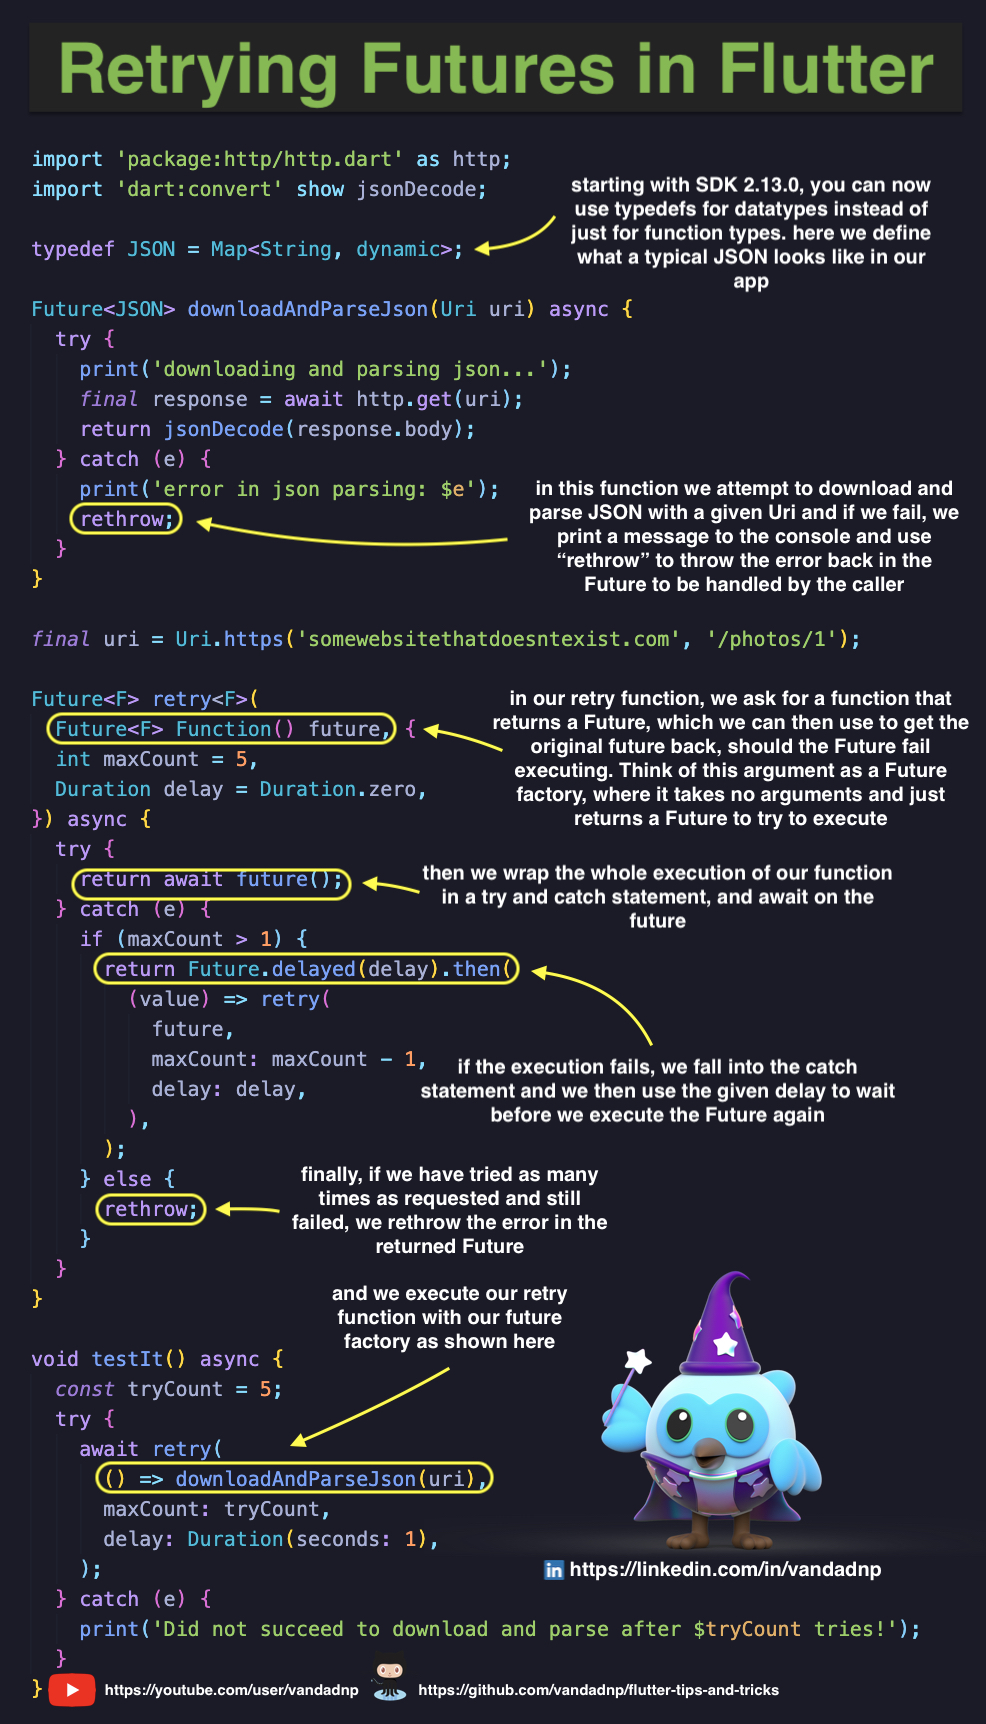 Retrying Futures in Flutter
import 'package:http/http.dart' as http;
import 'dart:convert' show jsonDecode;
starting with SDK 2.13.0, you can now
use typedefs for datatypes instead of
just for function types. here we define
what a typical JSON looks like in our
app
typedef JSON = Map<String, dynamic>;
Future<JSON> downloadAndParseJson(Uri uri) async {
try {
print('downloading and parsing json...');
final response = await http.get(uri);
return jsonDecode(response.body);
} catch (e) {
print('error in json parsing: $e');
rethrow;
}
}
in this function we attempt to download and
parse JSON with a given Uri and if we fail, we
print a message to the console and use
“rethrow” to throw the error back in the
Future to be handled by the caller
final uri = Uri.https('somewebsitethatdoesntexist.com', '/photos/1');
Future<F> retry<F>(
Future<F> Function() future, {
int maxCount = 5,
Duration delay = Duration.zero,
}) async {
in our retry function, we ask for a function that
returns a Future, which we can then use to get the
original future back, should the Future fail
executing. Think of this argument as a Future
factory, where it takes no arguments and just
returns a Future to try to execute
try {
return await future();
} catch (e) {
then we wrap the whole execution of our function
in a try and catch statement, and await on the
future
if (maxCount > 1) {
return Future.delayed(delay).then(
(value) => retry(
future,
maxCount: maxCount - 1,
delay: delay,
),
);
if the execution fails, we fall into the catch
statement and we then use the given delay to wait
before we execute the Future again
} else {
rethrow;
}
}
}
finally, if we have tried as many
times as requested and still
failed, we rethrow the error in the
returned Future
and we execute our retry
function with our future
factory as shown here
void testIt() async {
const tryCount = 5;
try {
await retry(
() => downloadAndParseJson(uri),
maxCount: tryCount,
delay: Duration(seconds: 1),
);
} catch (e) {
print('Did not succeed to download and parse after $tryCount tries!');
}
}
in https://linkedin.com/in/vandadnp
https://youtube.com/user/vandadnp
https://github.com/vandadnp/flutter-tips-and-tricks